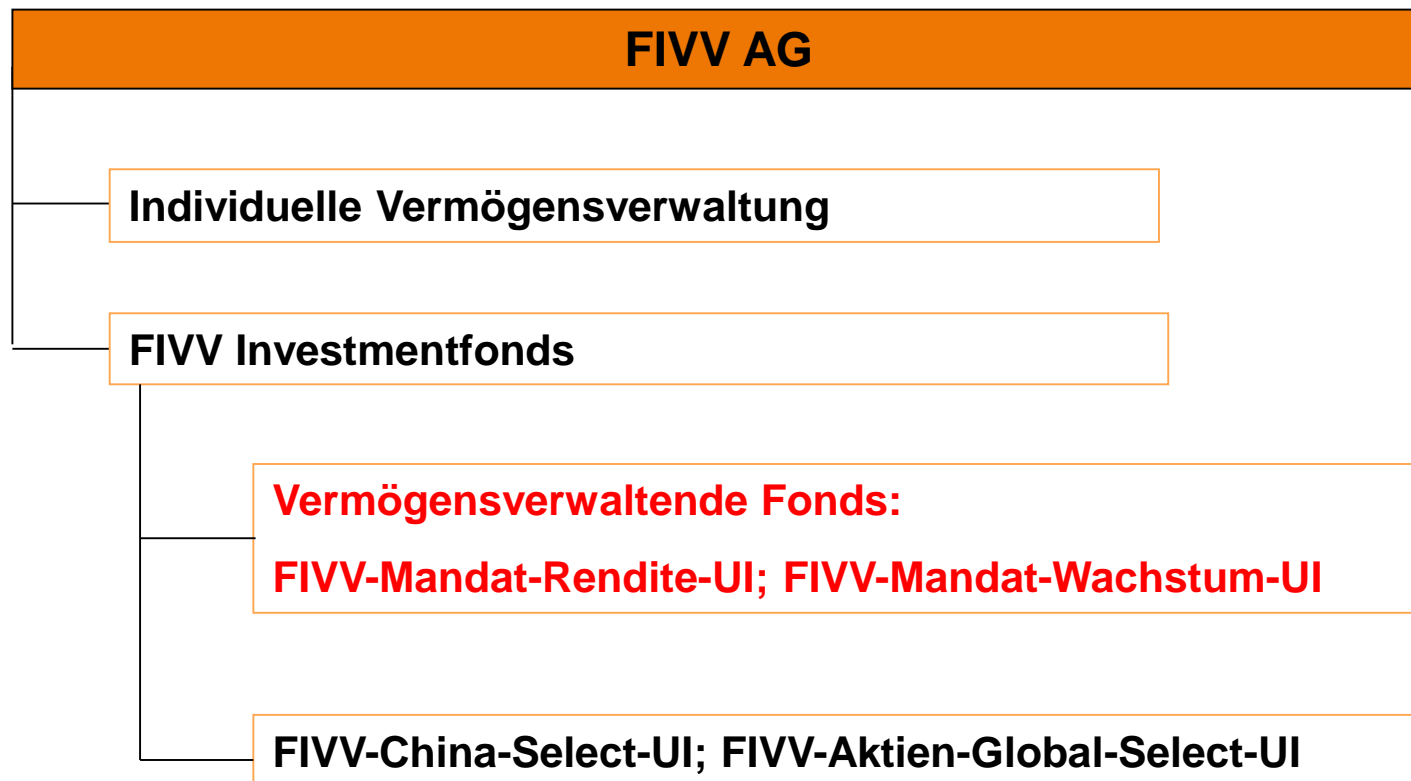 FIVV AG
Individuelle Vermögensverwaltung
FIVV Investmentfonds
Vermögensverwaltende Fonds:
FIVV-Mandat-Rendite-UI; FIVV-Mandat-Wachstum-UI
FIVV-China-Select-UI; FIVV-Aktien-Global-Select-UI